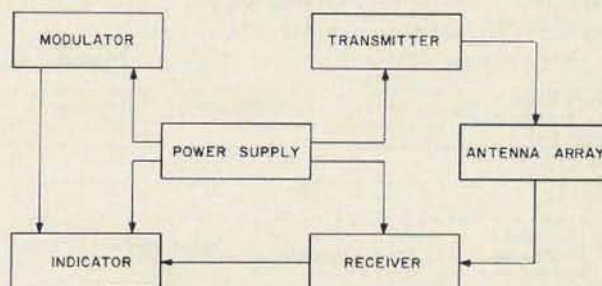 MODULATOR
TRANSMITTER
POWER SUPPLY
ANTENNA ARRAY
INDICATOR
RECEIVER